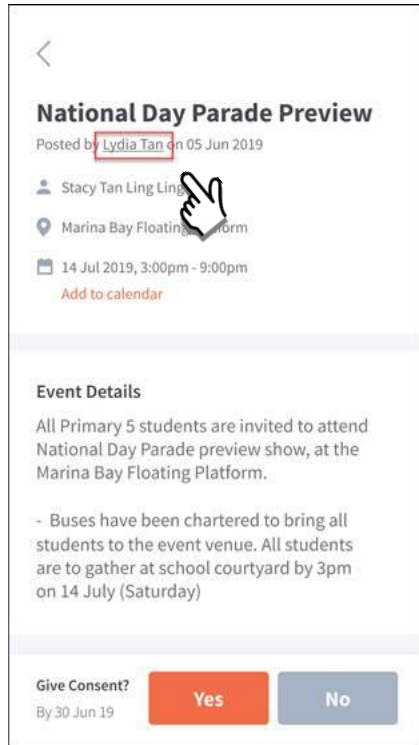 National Day Parade Preview
Posted by Lydia Tan on 05 Jun 2019
Stacy Tan Ling Ling
Marina Bay Floating
14 Jul 2019, 3:00pm - 9:00pm
Add to calendar
Event Details
All Primary 5 students are invited to attend
National Day Parade preview show, at the
Marina Bay Floating Platform.
- Buses have been chartered to bring all
students to the event venue. All students
are to gather at school courtyard by 3pm
on 14 July (Saturday)
Give Consent?
By 30 Jun 19
Yes
No